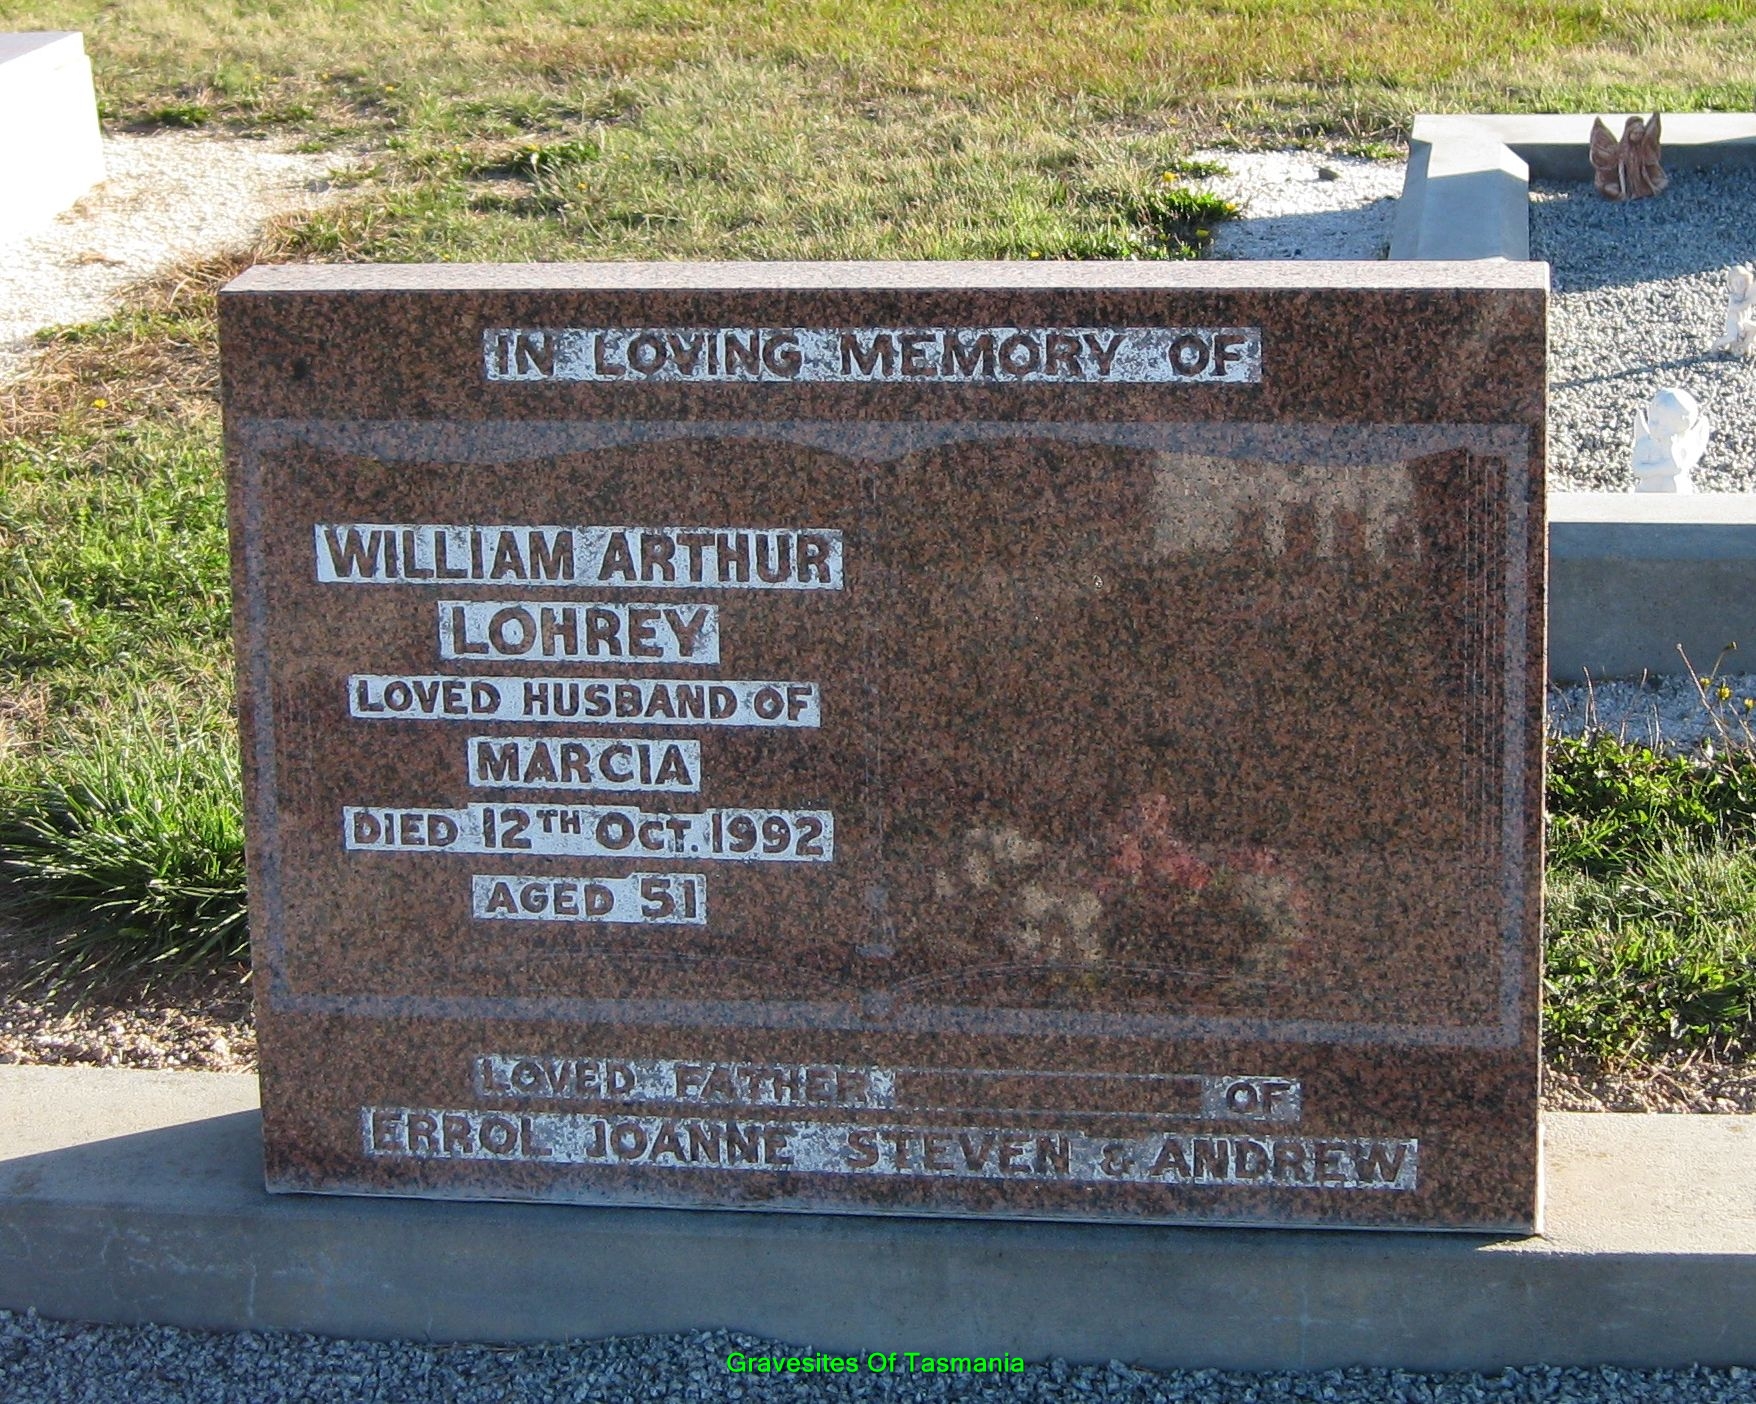 IN LOVING MEMORY OF
WILLIAM ARTHUR
LOHREY
LOVED HUSBAND OF
MARCIA
DIED 12TH OCT. 1992
AGED 51
LOVED FATHER OF
ERROL JOANNE STEVEN & ANDREW
Gravesites Of Tasmania